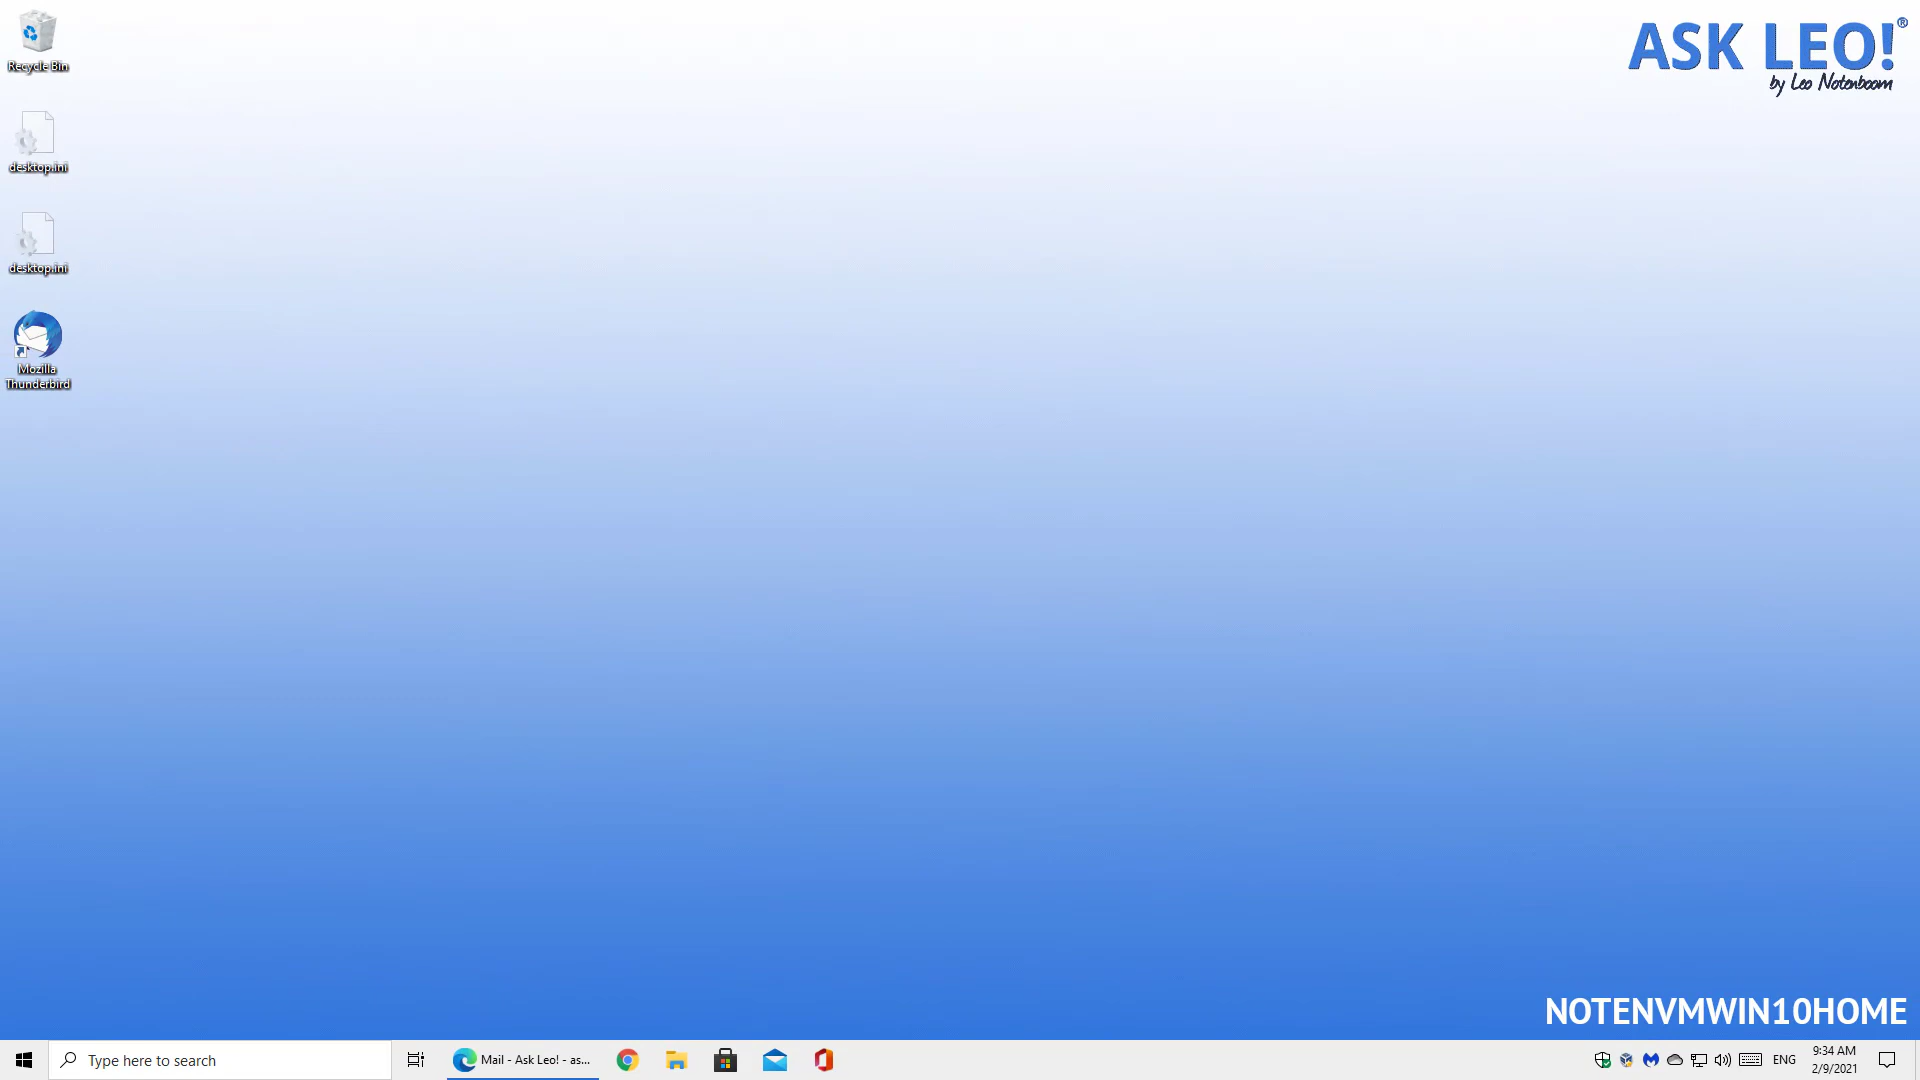 Recycle Bin
desktop.ini
desktop.ini
Mozilla
Thunderbird
ASK LEO!®
by Leo Notenboom
NOTENVMWIN10HOME
Type here to search
Mail - Ask Leo! - as...
ENG
9:34 AM
2/9/2021